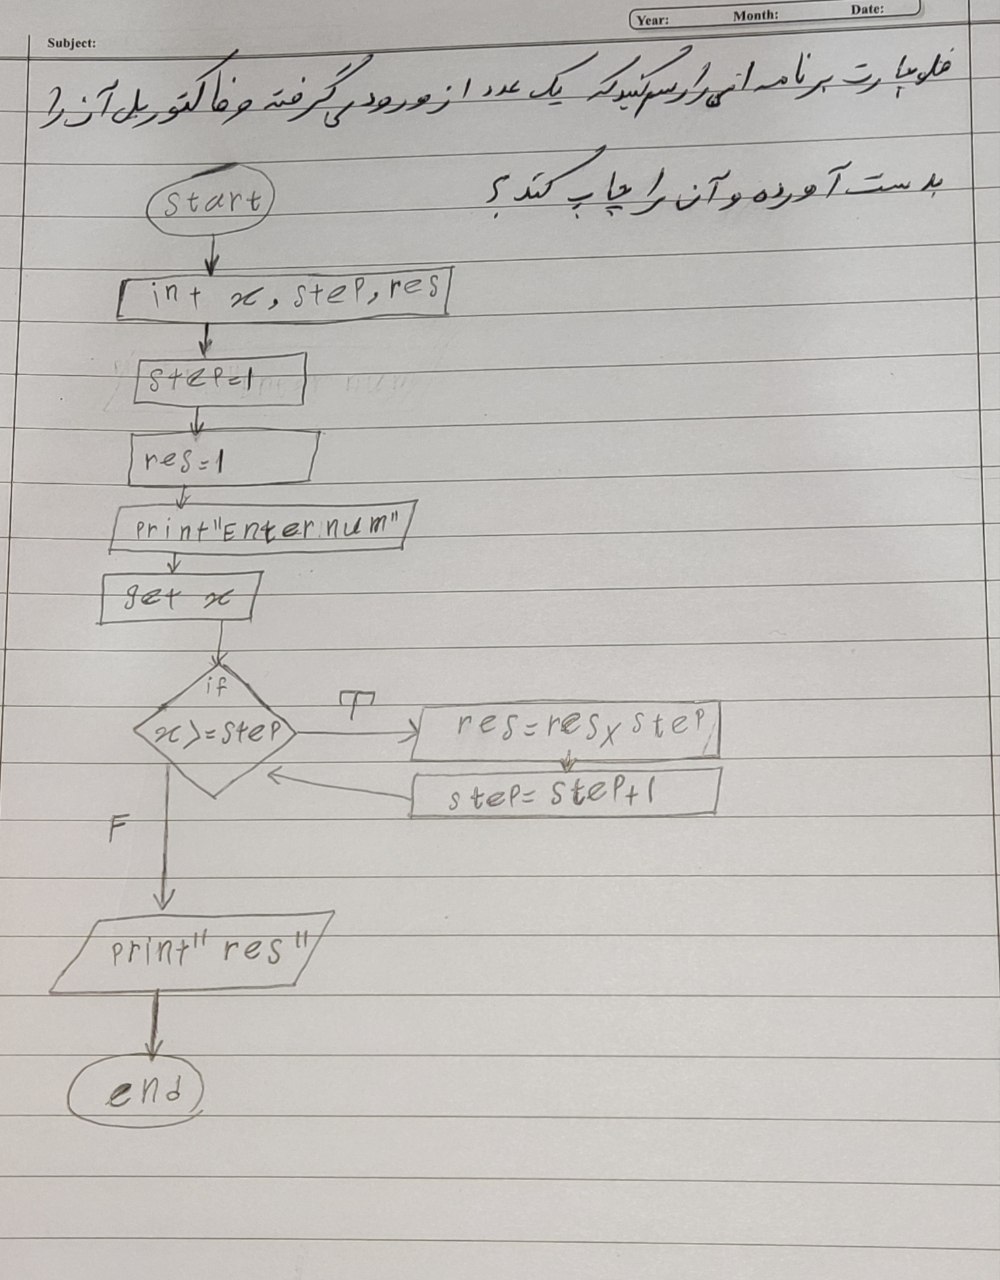 Year: Month: Date:
Subject:
فلوچارت برنامه ائی را رسم کنید که یک عدد از ورودی گرفته و فاکتوریل آن را
بدست آورده و آن را چاپ کند؟
start
int x, step, res
step=1
res=1
print"Enter num"
get x
if
x>=step
T
res=res x step
step=step+1
F
print"res"
end